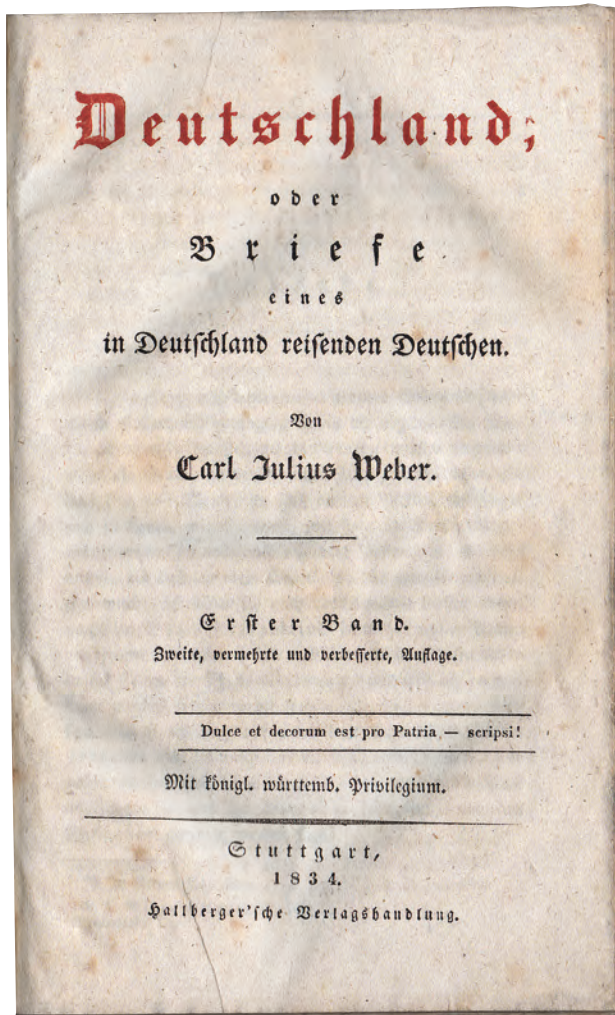 Deutschland;
oder
Briefe
eines
in Deutschland reisenden Deutschen.
Von
Carl Julius Weber.
Erster Band.
Zweite, vermehrte und verbesserte, Auflage.
Dulce et decorum est pro Patria — scripsi!
Mit königl. württemb. Privilegium.
Stuttgart,
1834.
Hallberger'sche Verlagshandlung.